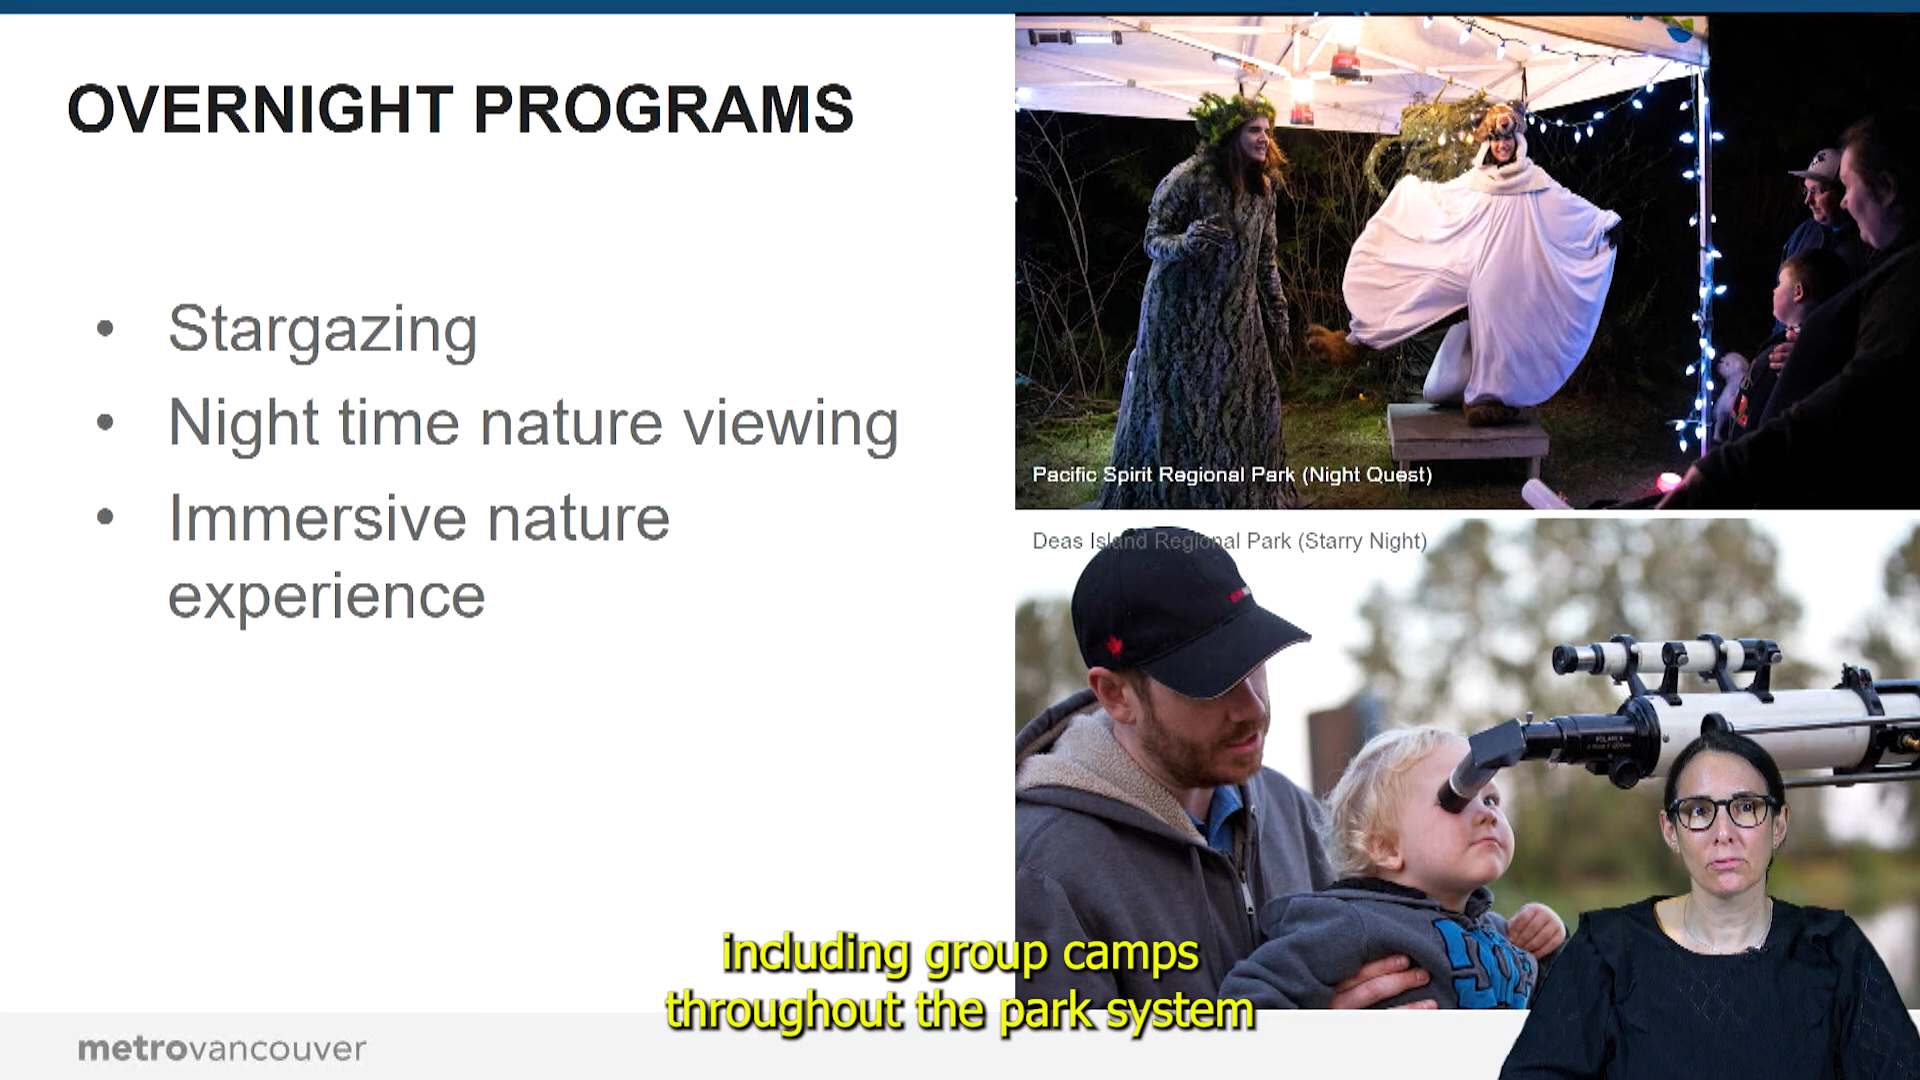 OVERNIGHT PROGRAMS
• Stargazing
• Night time nature viewing
• Immersive nature
experience
Pacific Spirit Regional Park (Night Quest)
Deas Island Regional Park (Starry Night)
including group camps
throughout the park system
metrovancouver